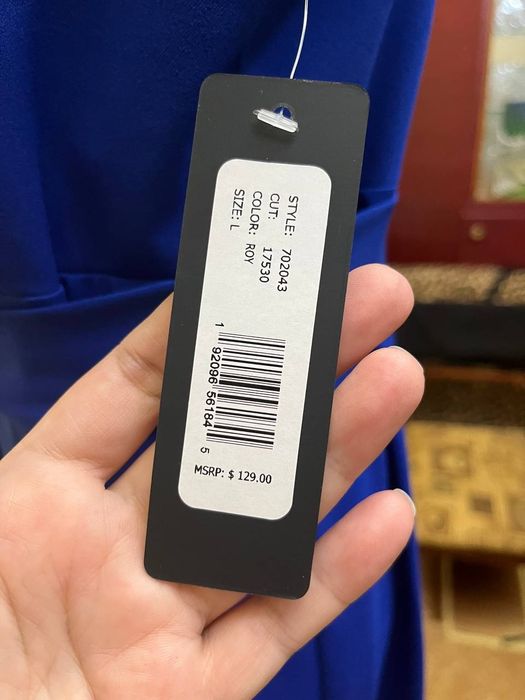 STYLE: 702043
CUT: 17530
COLOR: ROY
SIZE: L
1 92096 56184 5
MSRP: $ 129.00